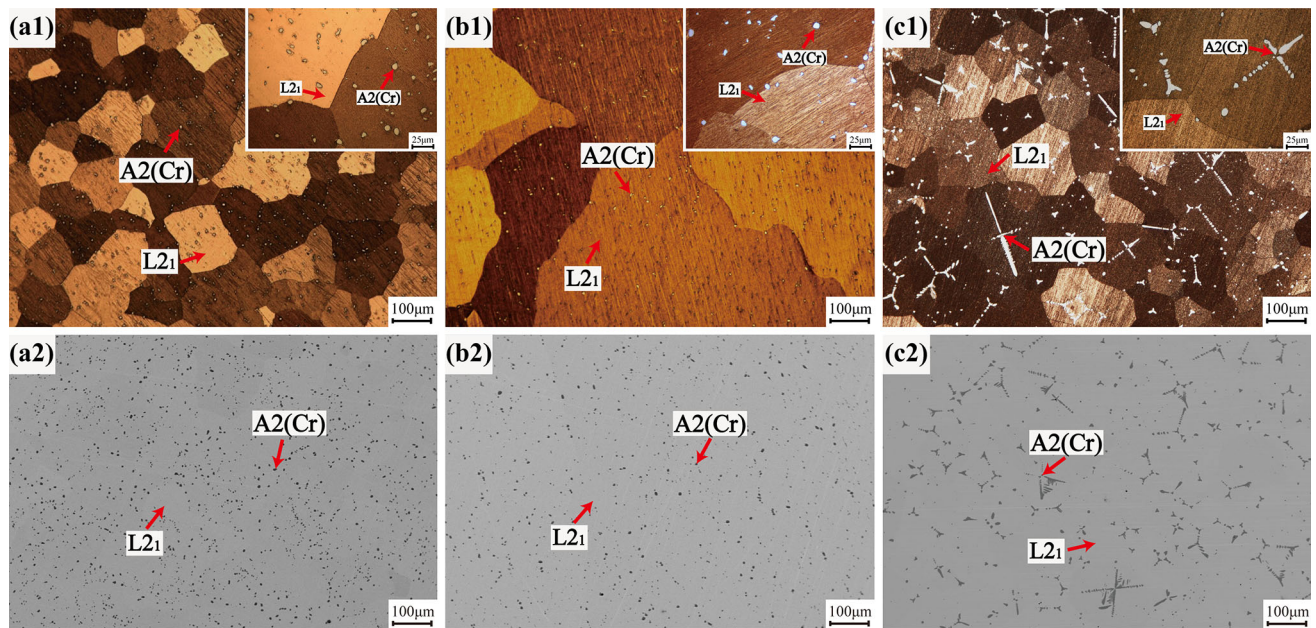 (a1)
L2₁
A2(Cr)
25μm
A2(Cr)
L2₁
100μm
(b1)
A2(Cr)
L2₁
25μm
A2(Cr)
L2₁
100μm
(c1)
A2(Cr)
L2₁
25μm
L2₁
A2(Cr)
100μm
(a2)
A2(Cr)
L2₁
100μm
(b2)
A2(Cr)
L2₁
100μm
(c2)
A2(Cr)
L2₁
100μm